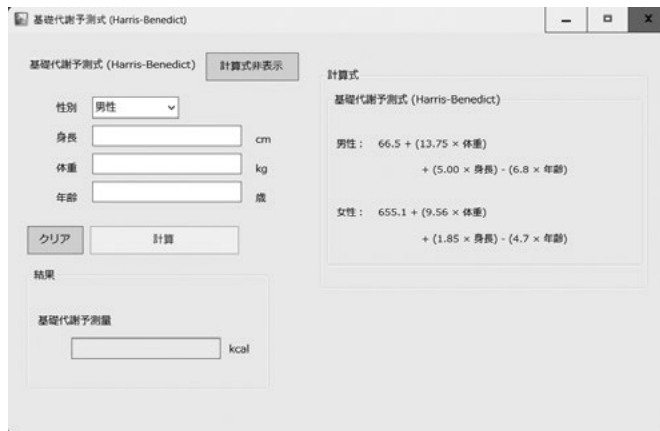 基礎代謝予測式 (Harris-Benedict)
基礎代謝予測式 (Harris-Benedict)
計算式非表示
性別 男性
身長 cm
体重 kg
年齢 歳
クリア 計算
結果
基礎代謝予測量
kcal
計算式
基礎代謝予測式 (Harris-Benedict)
男性： 66.5 + (13.75 × 体重)
+ (5.00 × 身長) - (6.8 × 年齢)
女性： 655.1 + (9.56 × 体重)
+ (1.85 × 身長) - (4.7 × 年齢)